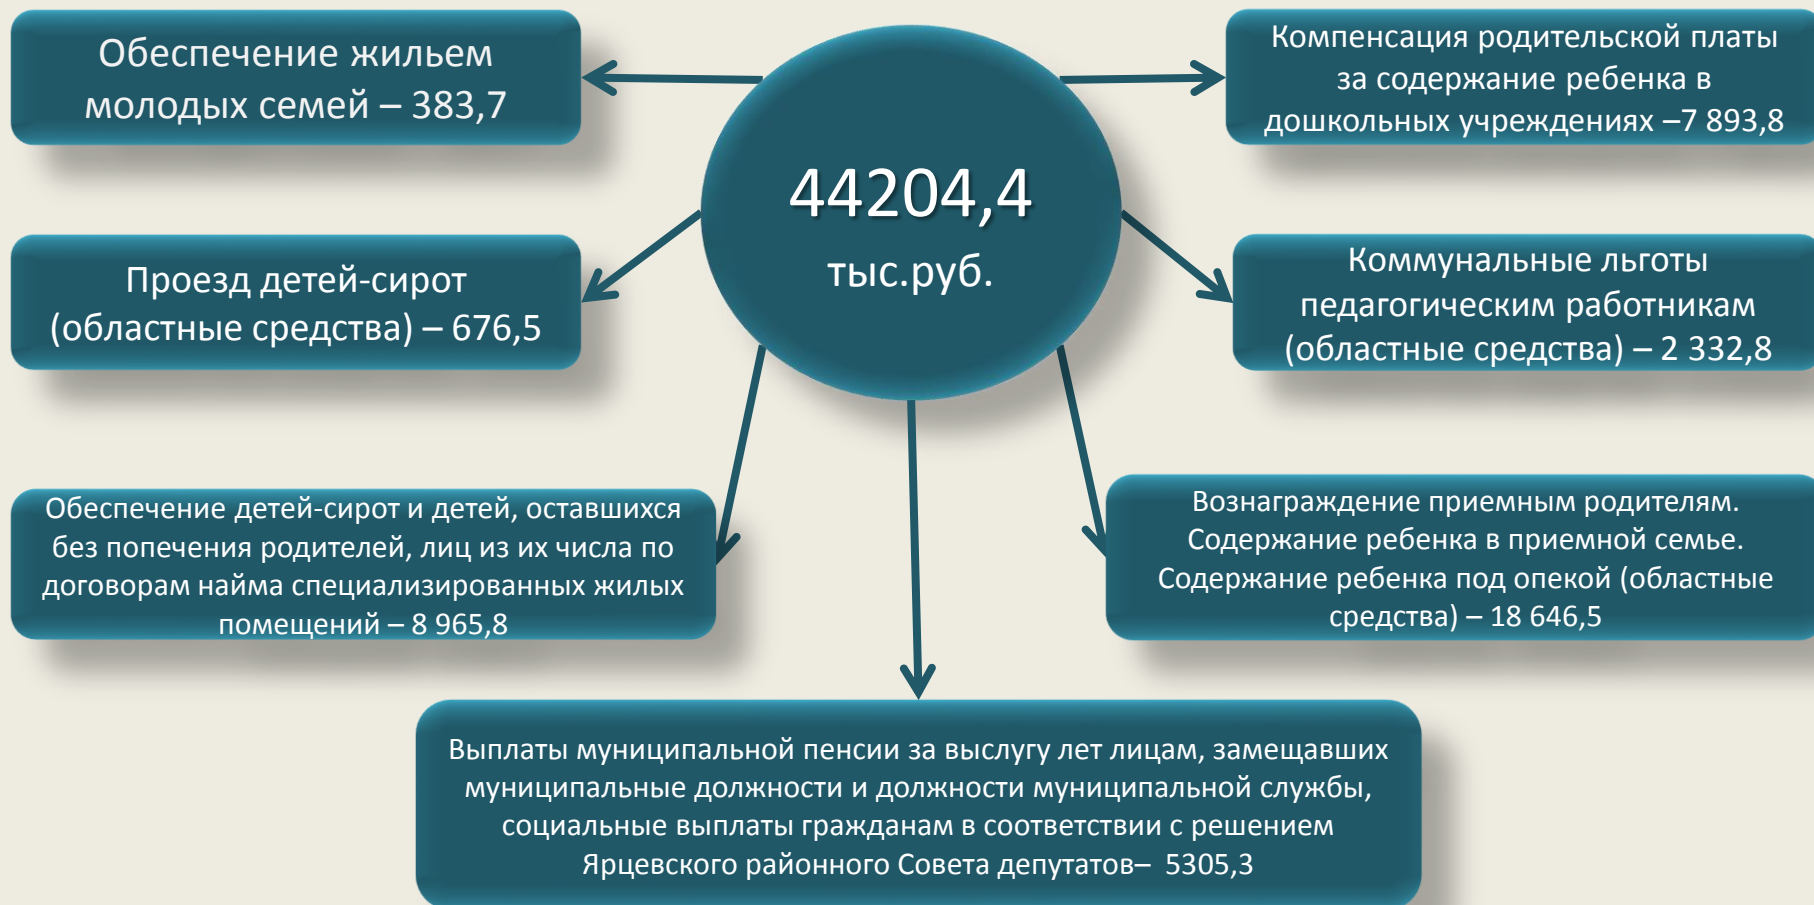 Обеспечение жильем
молодых семей – 383,7
Компенсация родительской платы
за содержание ребенка в
дошкольных учреждениях –7 893,8
44204,4
тыс.руб.
Проезд детей-сирот
(областные средства) – 676,5
Коммунальные льготы
педагогическим работникам
(областные средства) – 2 332,8
Обеспечение детей-сирот и детей, оставшихся
без попечения родителей, лиц из их числа по
договорам найма специализированных жилых
помещений – 8 965,8
Вознаграждение приемным родителям.
Содержание ребенка в приемной семье.
Содержание ребенка под опекой (областные
средства) – 18 646,5
Выплаты муниципальной пенсии за выслугу лет лицам, замещавших
муниципальные должности и должности муниципальной службы,
социальные выплаты гражданам в соответствии с решением
Ярцевского районного Совета депутатов–  5305,3